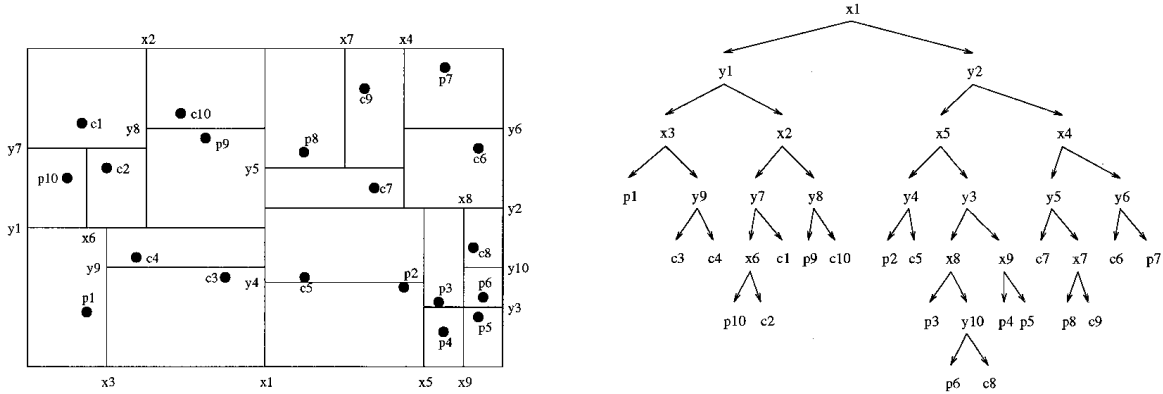 x2 x7 x4
p7
c9
c10
c1
y8 y6
p9 p8
y7 c6
c2 y5
p10 c7
x8
y2
y1
x6
c4 c8
y9 y10
c3 y4 c5 p2 p6
p1 p3
y3
p5
p4
x3 x1 x5 x9
x1
y1 y2
x3 x2 x5 x4
p1 y9 y7 y8 y4 y3 y5 y6
c3 c4 x6 c1 p9 c10 p2 c5 x8 x9 c7 x7 c6 p7
p10 c2 p3 y10 p4 p5 p8 c9
p6 c8